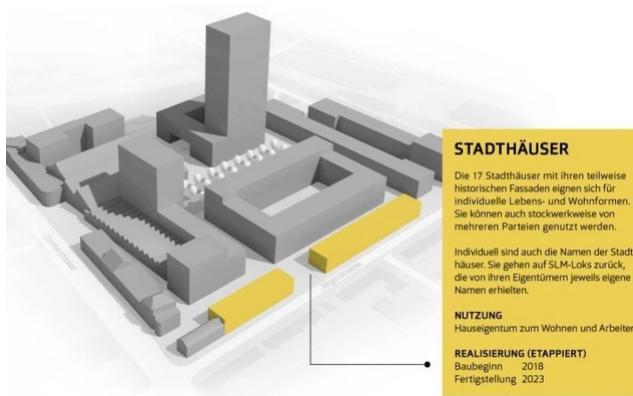 STADTHÄUSER
Die 17 Stadthäuser mit ihren teilweise
historischen Fassaden eignen sich für
individuelle Lebens- und Wohnformen.
Sie können auch stockwerkweise von
mehreren Parteien genutzt werden.
Individuell sind auch die Namen der Stadt
häuser. Sie gehen auf SLM-Loks zurück,
die von ihren Eigentümern jeweils eigene
Namen erhielten.
NUTZUNG
Hauseigentum zum Wohnen und Arbeiten
REALISIERUNG (ETAPPIERT)
Baubeginn 2018
Fertigstellung 2023